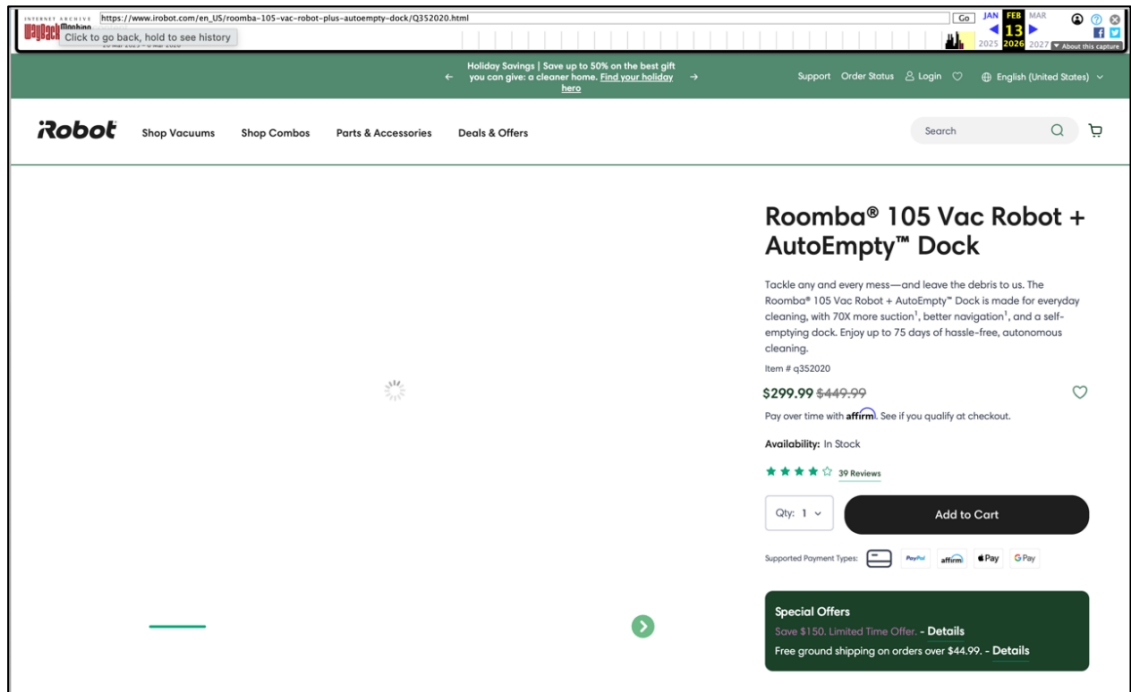 INTERNET ARCHIVE
WayBack Machine
https://www.irobot.com/en_US/roomba-105-vac-robot-plus-autoempty-dock/Q352020.html
Go
JAN FEB MAR
13
2025 2026 2027
About this capture
Click to go back, hold to see history
Holiday Savings | Save up to 50% on the best gift
you can give: a cleaner home. Find your holiday
hero
Support Order Status Login English (United States)
iRobot
Shop Vacuums Shop Combos Parts & Accessories Deals & Offers
Search
Roomba® 105 Vac Robot +
AutoEmpty™ Dock
Tackle any and every mess—and leave the debris to us. The
Roomba® 105 Vac Robot + AutoEmpty™ Dock is made for everyday
cleaning, with 70X more suction¹, better navigation¹, and a self-
emptying dock. Enjoy up to 75 days of hassle-free, autonomous
cleaning.
Item # q352020
$299.99 $449.99
Pay over time with affirm. See if you qualify at checkout.
Availability: In Stock
39 Reviews
Qty: 1
Add to Cart
Supported Payment Types: PayPal affirm Pay G Pay
Special Offers
Save $150. Limited Time Offer. - Details
Free ground shipping on orders over $44.99. - Details